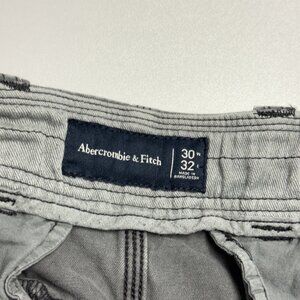 Abercrombie & Fitch
30 W
32 L
MADE IN
BANGLADESH